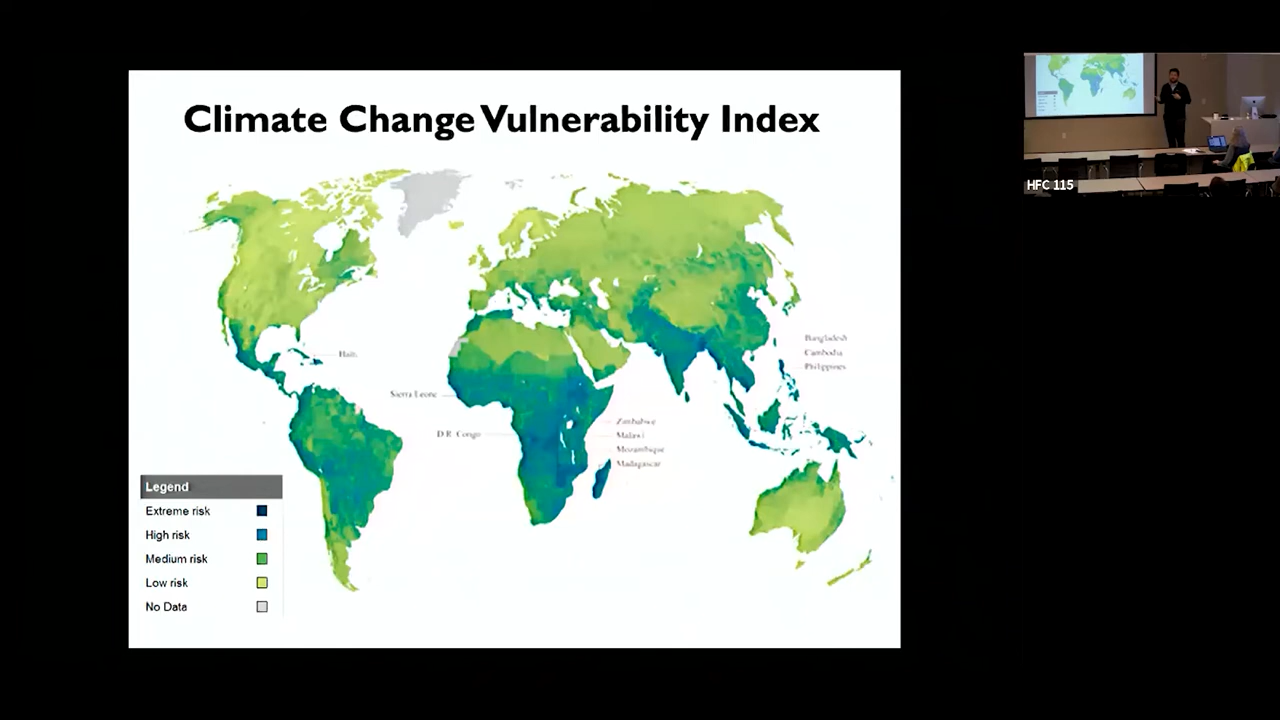 Climate Change Vulnerability Index
HFC 115
Haiti
Bangladesh
Cambodia
Philippines
Sierra Leone
Zimbabwe
D.R. Congo
Malawi
Mozambique
Madagascar
Legend
Extreme risk
High risk
Medium risk
Low risk
No Data